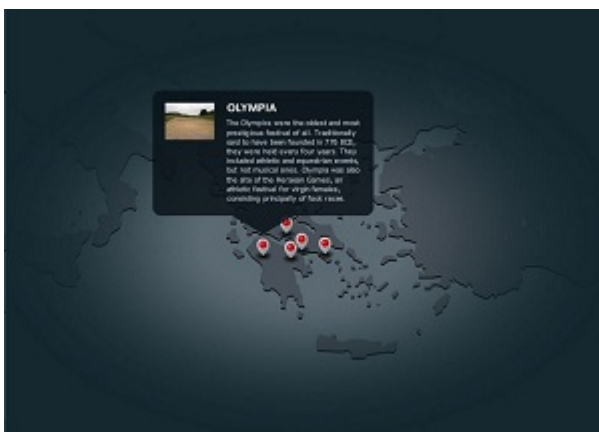 OLYMPIA
The Olympics were the oldest and most
prestigious festival of all. Traditionally
said to have been founded in 776 BCE,
they were held every four years. They
included athletic and equestrian events,
but not musical ones. Olympia was also
the site of the Heraean Games, an
athletic festival for virgin females,
consisting principally of foot races.